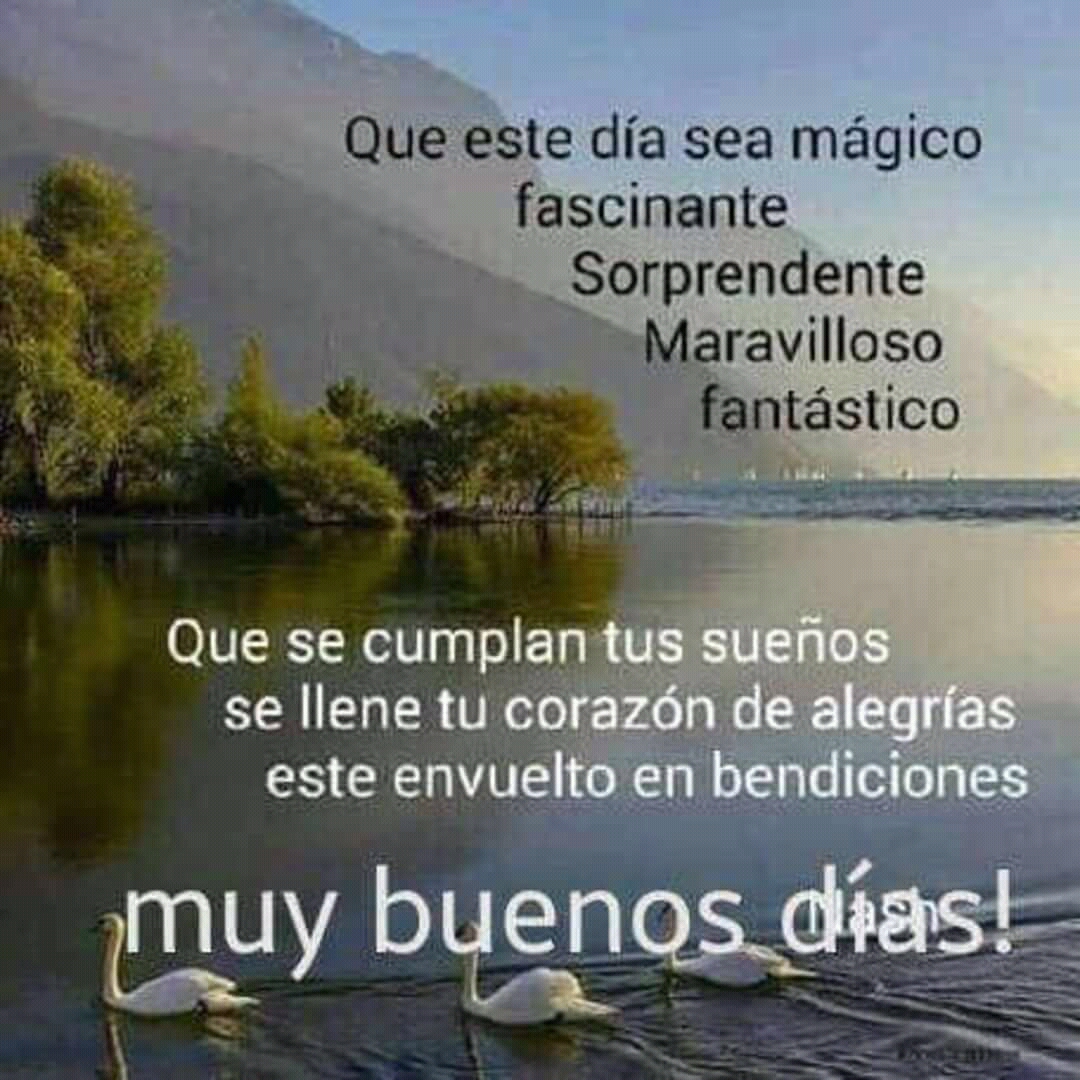 Que este día sea mágico
fascinante
Sorprendente
Maravilloso
fantástico
Que se cumplan tus sueños
se llene tu corazón de alegrías
este envuelto en bendiciones
muy buenos días!